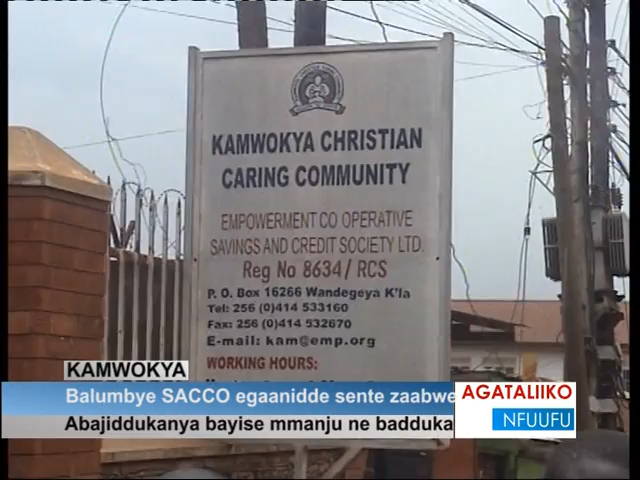 KAMWOKYA CHRISTIAN
CARING COMMUNITY
EMPOWERMENT CO OPERATIVE
SAVINGS AND CREDIT SOCIETY LTD.
Reg No 8634/ RCS
P. O. Box 16266 Wandegeya K'la
Tel: 256 (0)414 533160
Fax: 256 (0)414 532670
E-mail: kam@emp.org
WORKING HOURS:
KAMWOKYA
Balumbye SACCO egaanidde sente zaabwe
Abajiddukanya bayise mmanju ne badduka
AGATALIIKO
NFUUFU